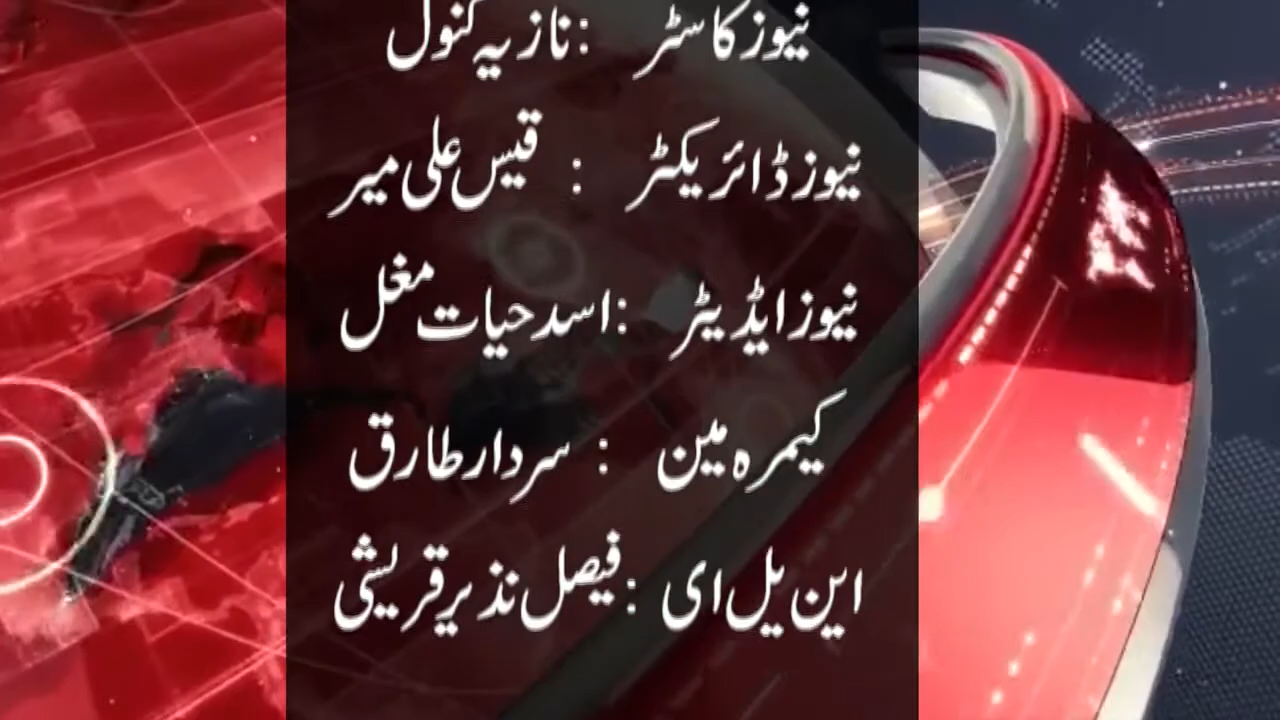 نیوز کاسٹر : نازیہ کنول
نیوز ڈائریکٹر : قیس علی میر
نیوز ایڈیٹر : اسد حیات مغل
کیمرہ مین : سردار طارق
این یل ای : فیصل نذیر قریشی